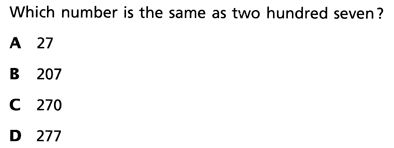 Which number is the same as two hundred seven?
A 27
B 207
C 270
D 277